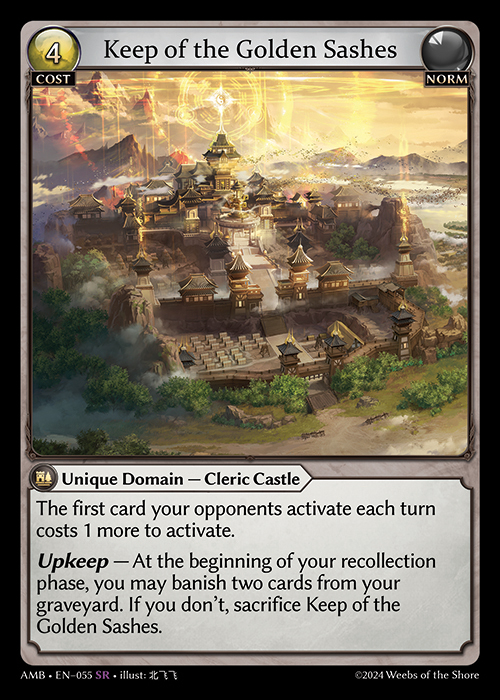 4
COST
Keep of the Golden Sashes
NORM
Unique Domain — Cleric Castle
The first card your opponents activate each turn
costs 1 more to activate.
Upkeep — At the beginning of your recollection
phase, you may banish two cards from your
graveyard. If you don't, sacrifice Keep of the
Golden Sashes.
AMB • EN–055 SR • illust: 北飞飞
©2024 Weebs of the Shore